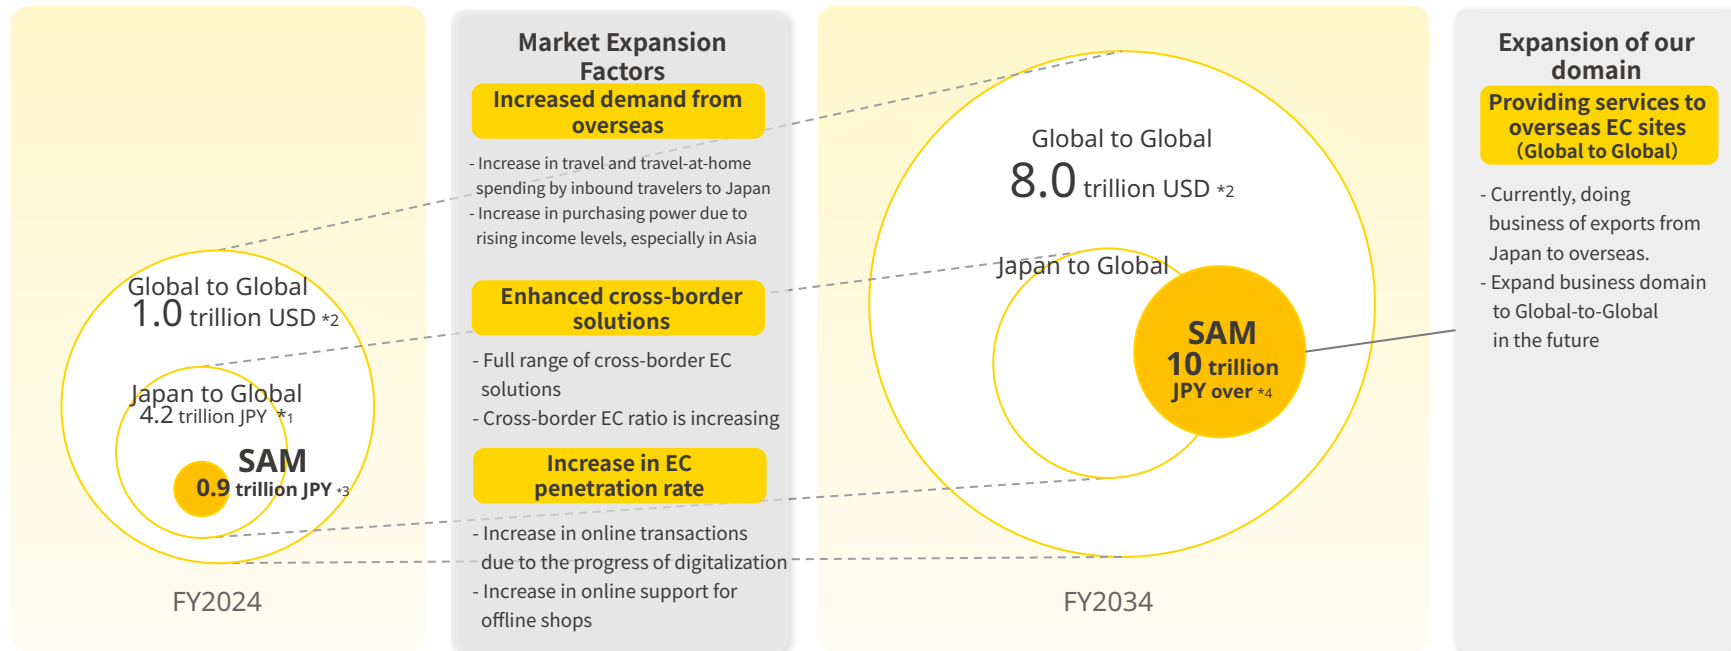 Global to Global
1.0 trillion USD *2
Japan to Global
4.2 trillion JPY *1
SAM
0.9 trillion JPY *3
FY2024
Market Expansion
Factors
Increased demand from
overseas
- Increase in travel and travel-at-home
spending by inbound travelers to Japan
- Increase in purchasing power due to
rising income levels, especially in Asia
Enhanced cross-border
solutions
- Full range of cross-border EC
solutions
- Cross-border EC ratio is increasing
Increase in EC
penetration rate
- Increase in online transactions
due to the progress of digitalization
- Increase in online support for
offline shops
Global to Global
8.0 trillion USD *2
Japan to Global
SAM
10 trillion
JPY over *4
FY2034
Expansion of our
domain
Providing services to
overseas EC sites
（Global to Global）
- Currently, doing
business of exports from
Japan to overseas.
- Expand business domain
to Global-to-Global
in the future